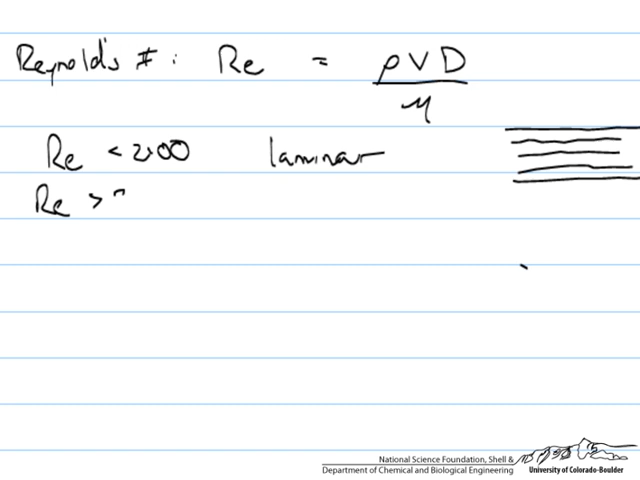 Reynold's #: Re = ρVD / μ
Re < 2100 laminar
Re >
National Science Foundation, Shell &
Department of Chemical and Biological Engineering
University of Colorado-Boulder